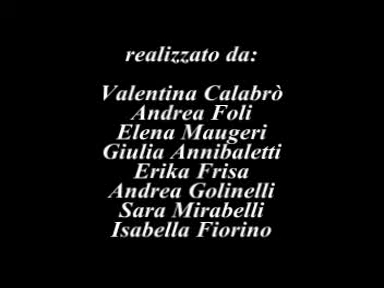 realizzato da:
Valentina Calabrò
Andrea Foli
Elena Maugeri
Giulia Annibaletti
Erika Frisa
Andrea Golinelli
Sara Mirabelli
Isabella Fiorino